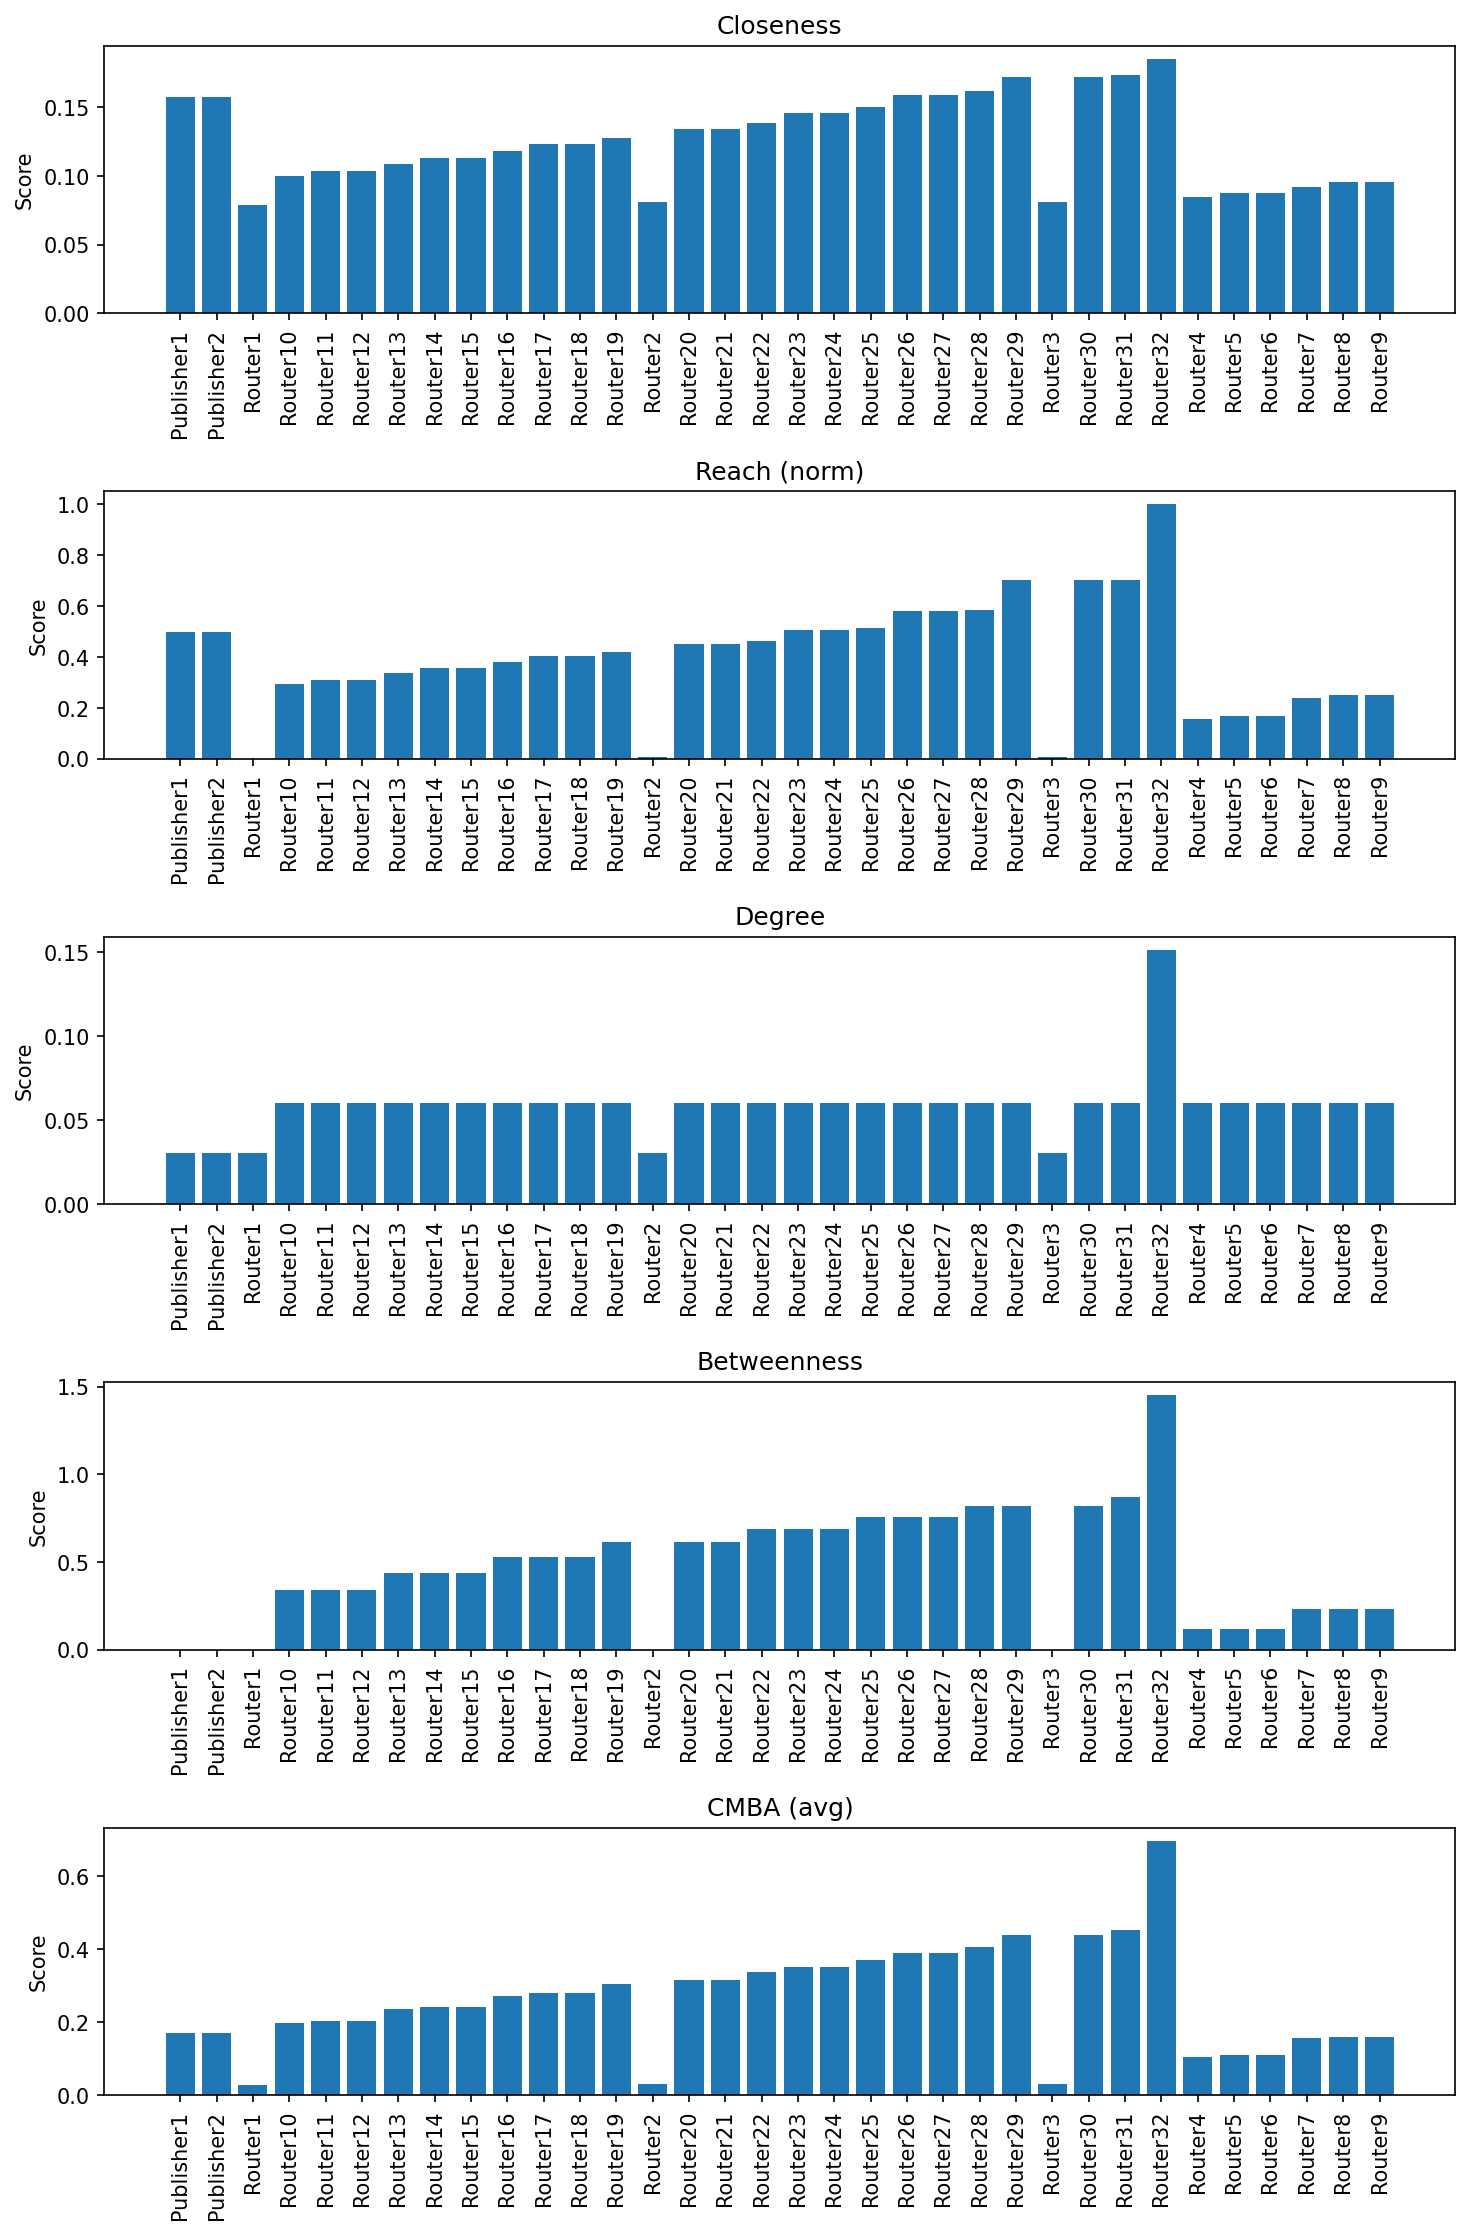 Closeness
Score
0.15
0.10
0.05
0.00
Publisher1
Publisher2
Router1
Router10
Router11
Router12
Router13
Router14
Router15
Router16
Router17
Router18
Router19
Router2
Router20
Router21
Router22
Router23
Router24
Router25
Router26
Router27
Router28
Router29
Router3
Router30
Router31
Router32
Router4
Router5
Router6
Router7
Router8
Router9
Reach (norm)
Score
1.0
0.8
0.6
0.4
0.2
0.0
Publisher1
Publisher2
Router1
Router10
Router11
Router12
Router13
Router14
Router15
Router16
Router17
Router18
Router19
Router2
Router20
Router21
Router22
Router23
Router24
Router25
Router26
Router27
Router28
Router29
Router3
Router30
Router31
Router32
Router4
Router5
Router6
Router7
Router8
Router9
Degree
Score
0.15
0.10
0.05
0.00
Publisher1
Publisher2
Router1
Router10
Router11
Router12
Router13
Router14
Router15
Router16
Router17
Router18
Router19
Router2
Router20
Router21
Router22
Router23
Router24
Router25
Router26
Router27
Router28
Router29
Router3
Router30
Router31
Router32
Router4
Router5
Router6
Router7
Router8
Router9
Betweenness
Score
1.5
1.0
0.5
0.0
Publisher1
Publisher2
Router1
Router10
Router11
Router12
Router13
Router14
Router15
Router16
Router17
Router18
Router19
Router2
Router20
Router21
Router22
Router23
Router24
Router25
Router26
Router27
Router28
Router29
Router3
Router30
Router31
Router32
Router4
Router5
Router6
Router7
Router8
Router9
CMBA (avg)
Score
0.6
0.4
0.2
0.0
Publisher1
Publisher2
Router1
Router10
Router11
Router12
Router13
Router14
Router15
Router16
Router17
Router18
Router19
Router2
Router20
Router21
Router22
Router23
Router24
Router25
Router26
Router27
Router28
Router29
Router3
Router30
Router31
Router32
Router4
Router5
Router6
Router7
Router8
Router9